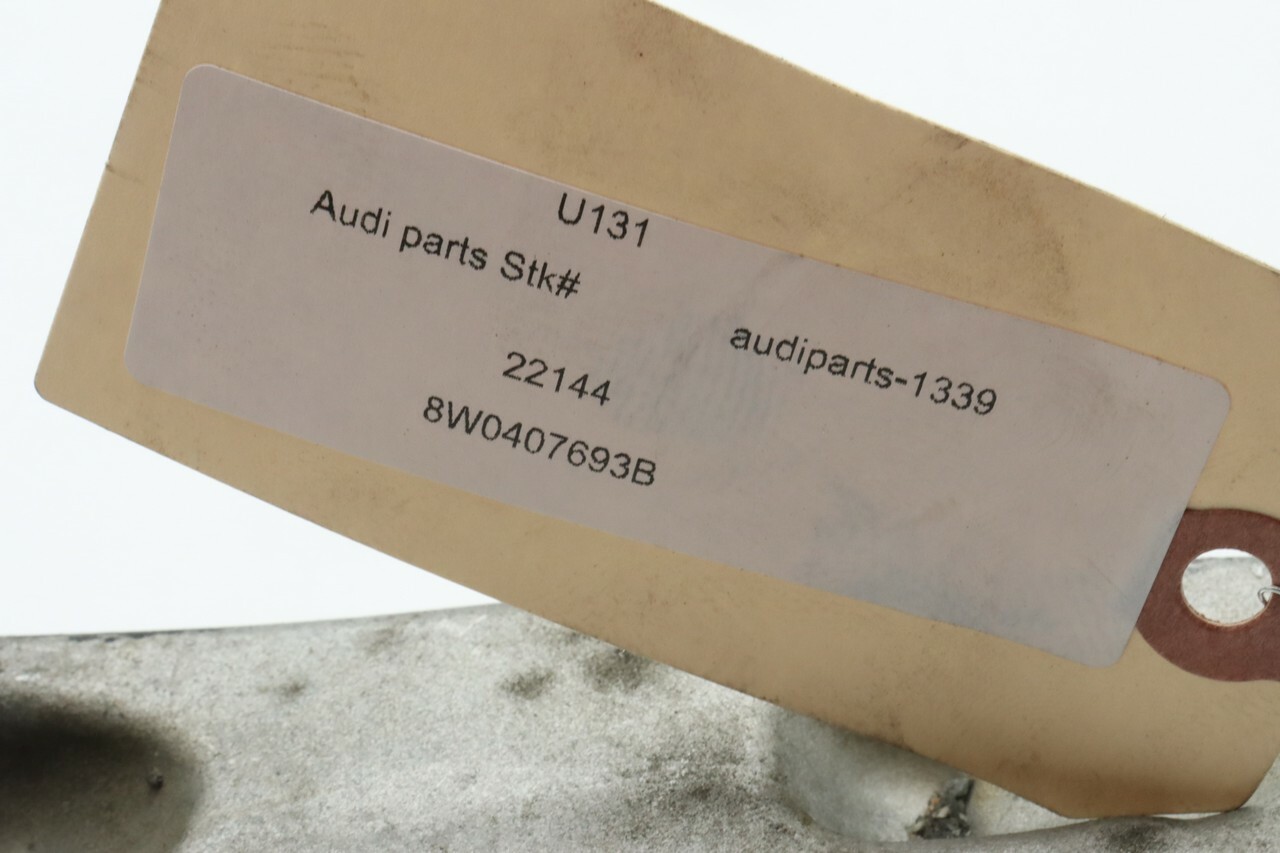 U131
Audi parts Stk#
audiparts-1339
22144
8W0407693B